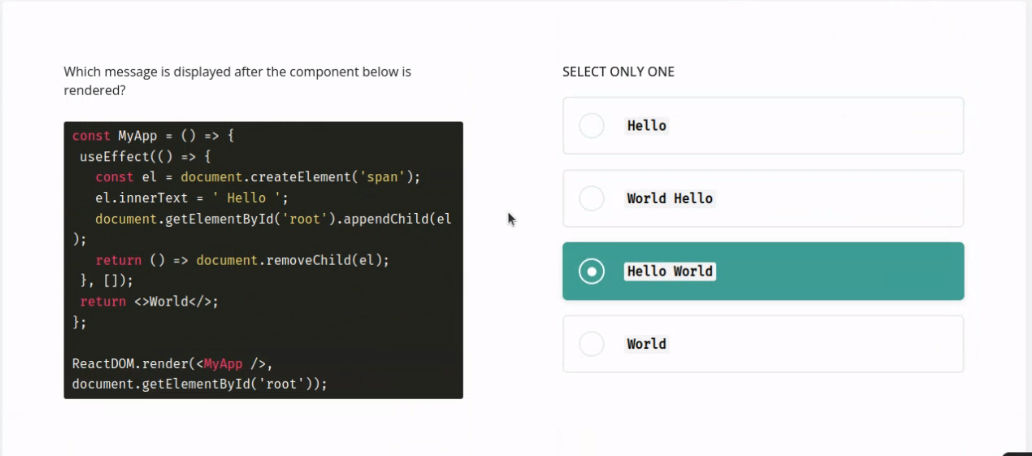 Which message is displayed after the component below is
rendered?
const MyApp = () => {
useEffect(() => {
const el = document.createElement('span');
el.innerText = ' Hello ';
document.getElementById('root').appendChild(el
);
return () => document.removeChild(el);
}, []);
return <>World</>;
};
ReactDOM.render(<MyApp />,
document.getElementById('root'));
SELECT ONLY ONE
Hello
World Hello
Hello World
World